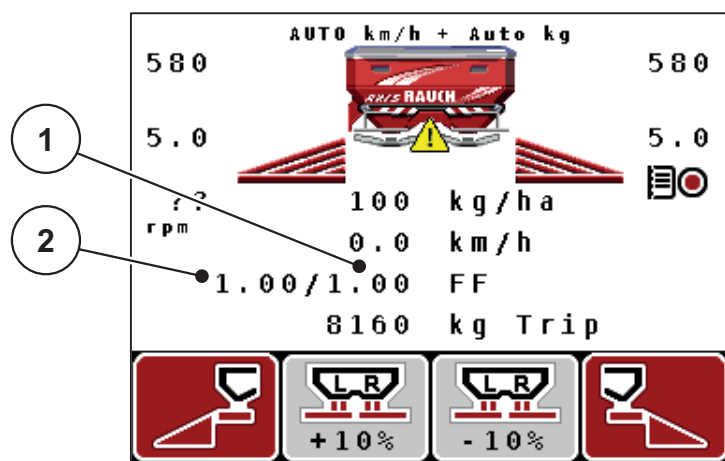 AUTO km/h + Auto kg
580 580
AXIS RAUCH
1
5.0 5.0
?? 100 kg/ha
rpm
2
0.0 km/h
1.00/1.00 FF
8160 kg Trip
L R L R
+10% -10%